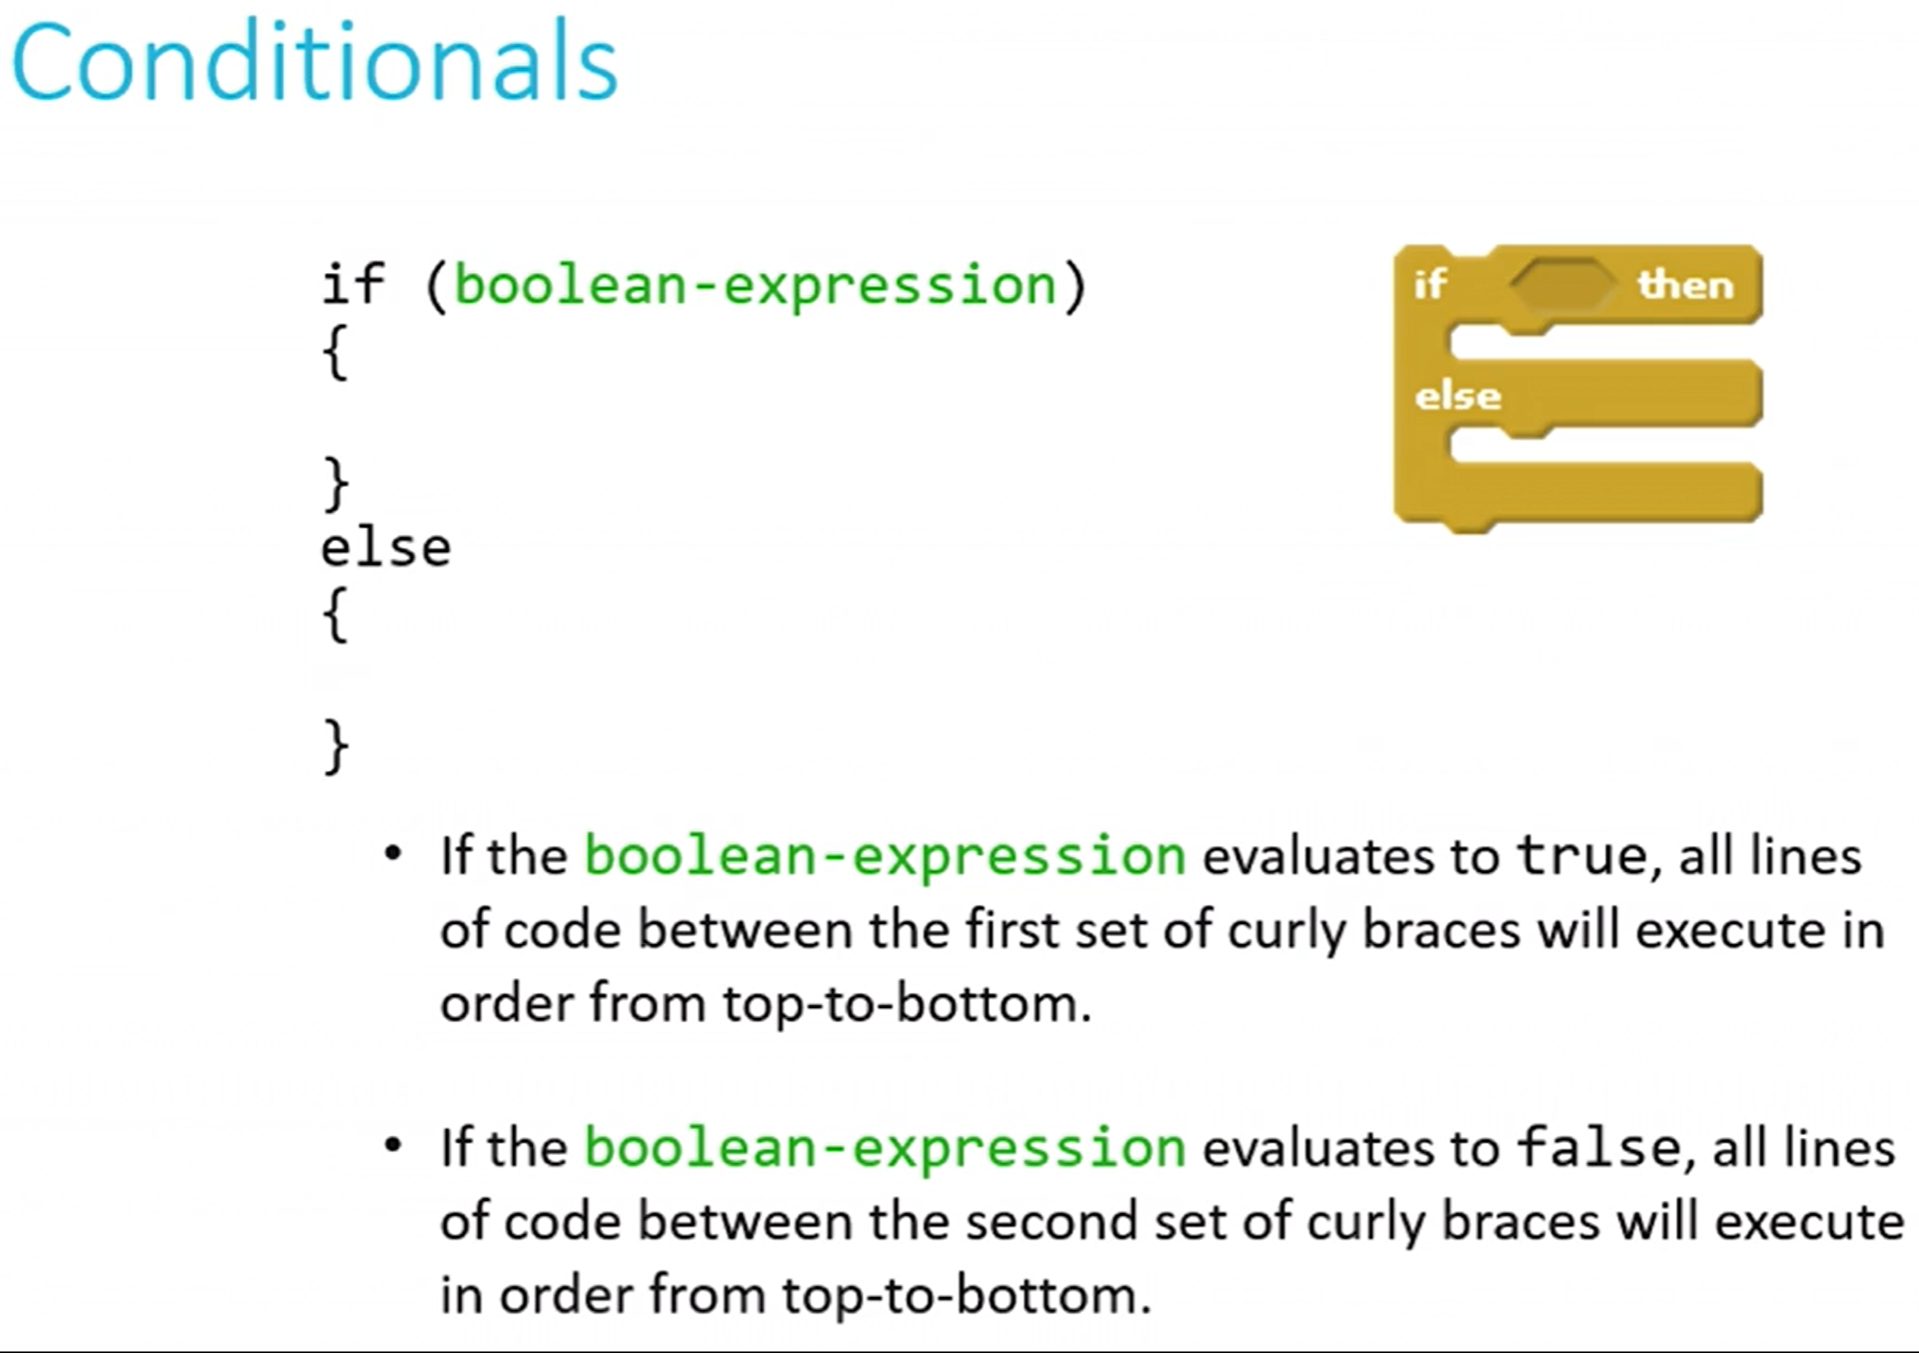 Conditionals
if (boolean-expression)
{
}
else
{
}
if then
else
• If the boolean-expression evaluates to true, all lines
of code between the first set of curly braces will execute in
order from top-to-bottom.
• If the boolean-expression evaluates to false, all lines
of code between the second set of curly braces will execute
in order from top-to-bottom.